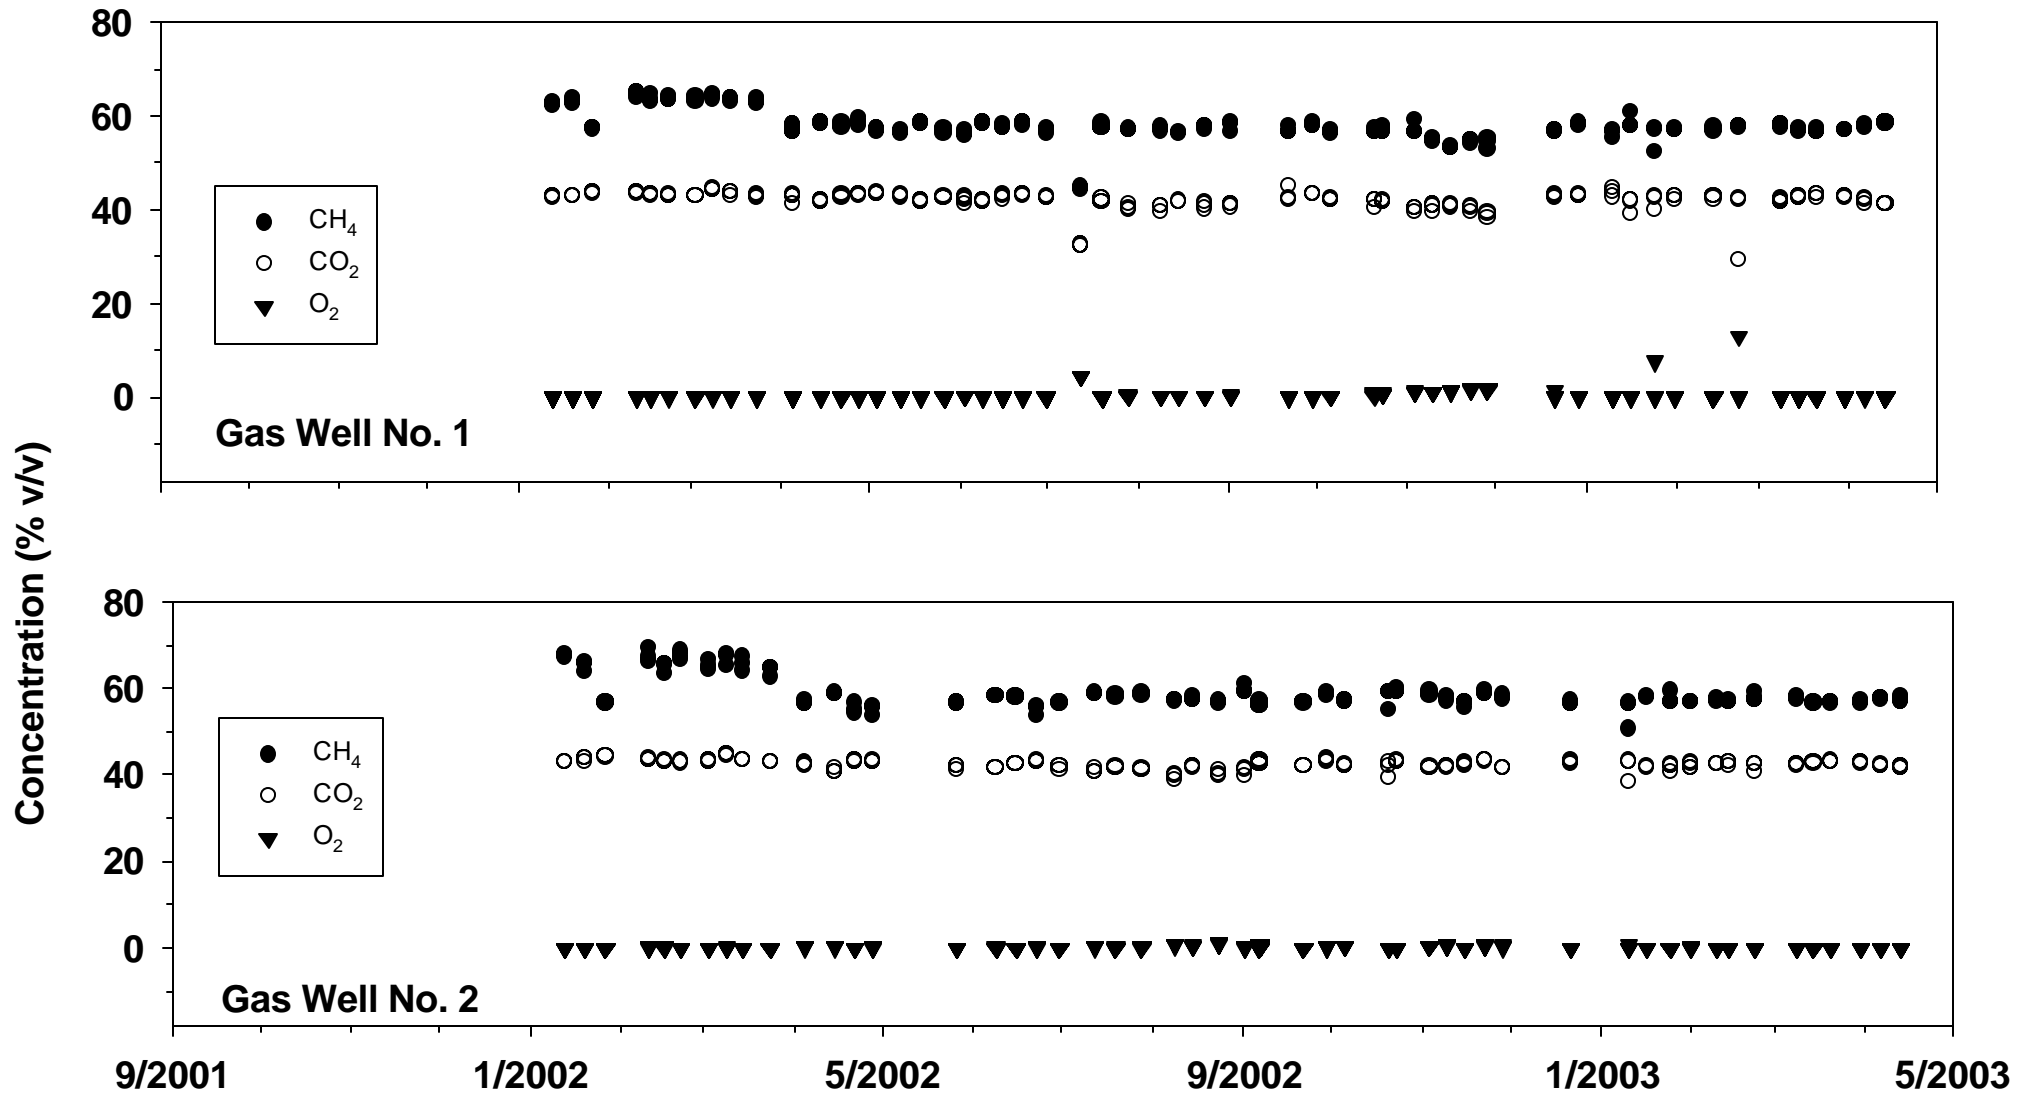 80
60
40
20
0
CH4
CO2
O2
Gas Well No. 1
Concentration (% v/v)
80
60
40
20
0
CH4
CO2
O2
Gas Well No. 2
9/2001 1/2002 5/2002 9/2002 1/2003 5/2003